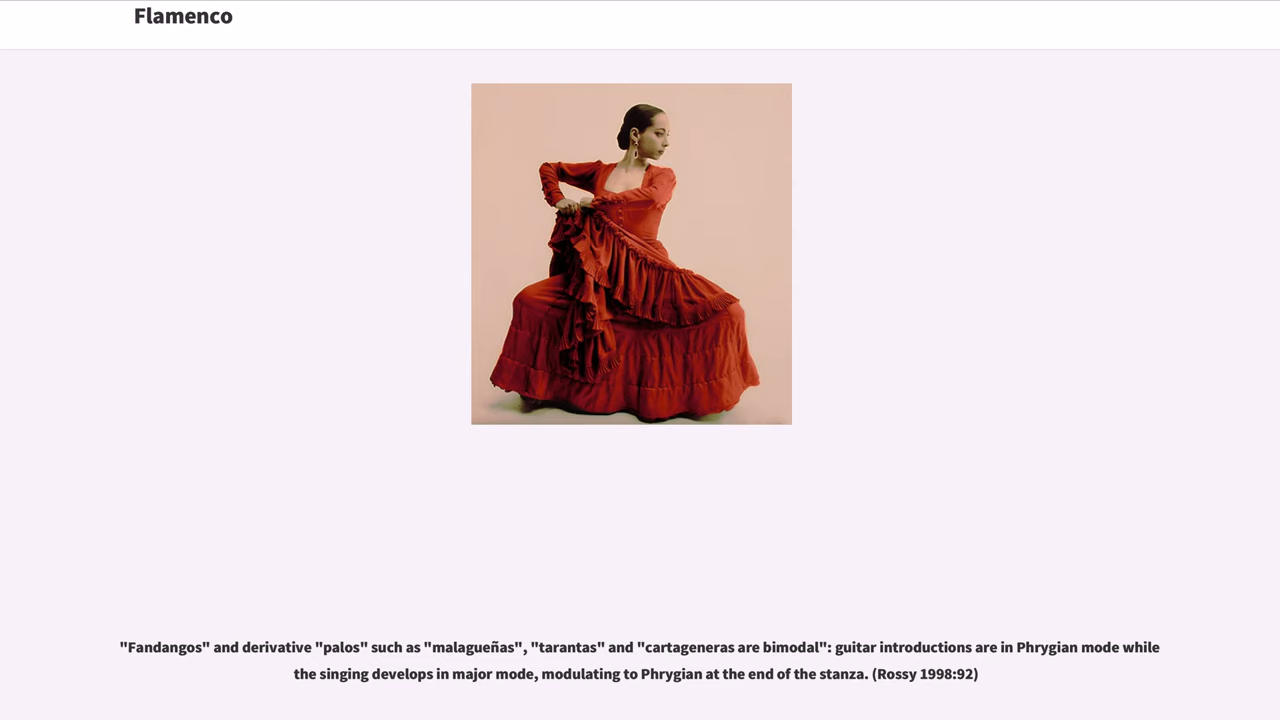 Flamenco
"Fandangos" and derivative "palos" such as "malagueñas", "tarantas" and "cartageneras are bimodal": guitar introductions are in Phrygian mode while
the singing develops in major mode, modulating to Phrygian at the end of the stanza. (Rossy 1998:92)